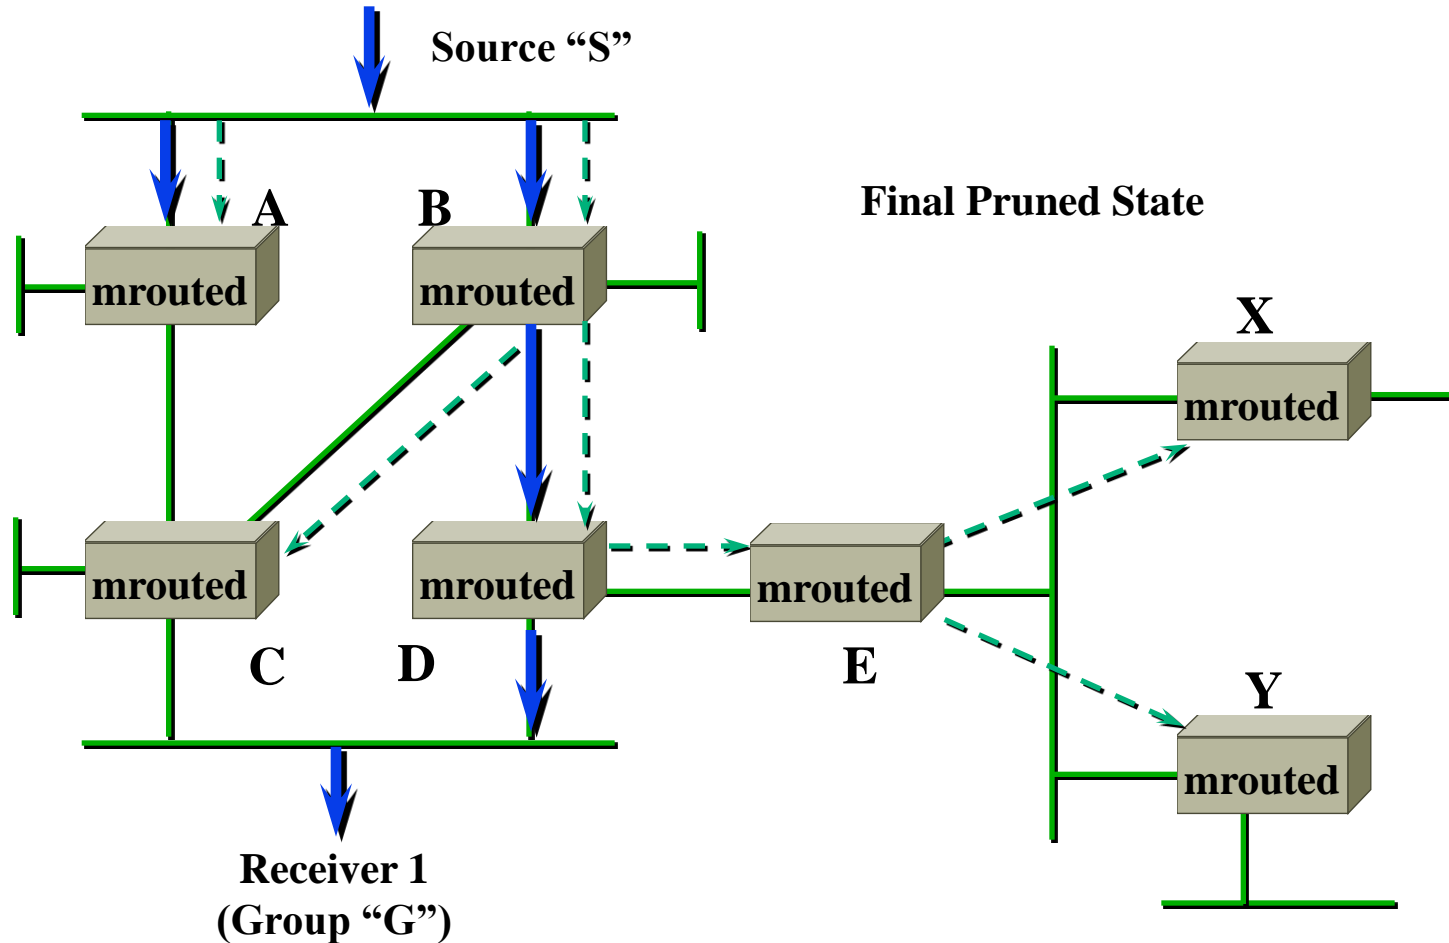 Source “S”
A
B
Final Pruned State
mrouted
mrouted
X
mrouted
mrouted
mrouted
mrouted
C
D
E
Y
mrouted
Receiver 1
(Group “G”)